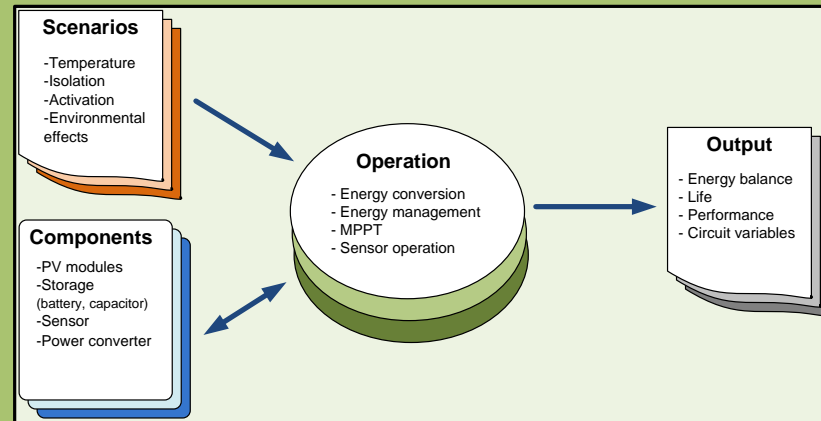 Scenarios
-Temperature
-Isolation
-Activation
-Environmental
effects
Components
-PV modules
-Storage
(battery, capacitor)
-Sensor
-Power converter
Operation
- Energy conversion
- Energy management
- MPPT
- Sensor operation
Output
- Energy balance
- Life
- Performance
- Circuit variables